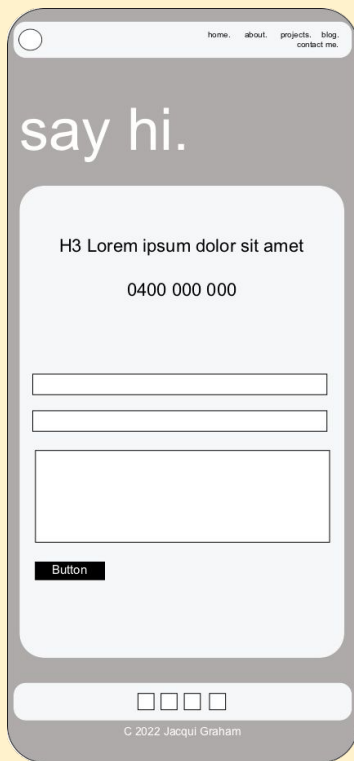 home. about. projects. blog.
contact me.
say hi.
H3 Lorem ipsum dolor sit amet
0400 000 000
Button
C 2022 Jacqui Graham